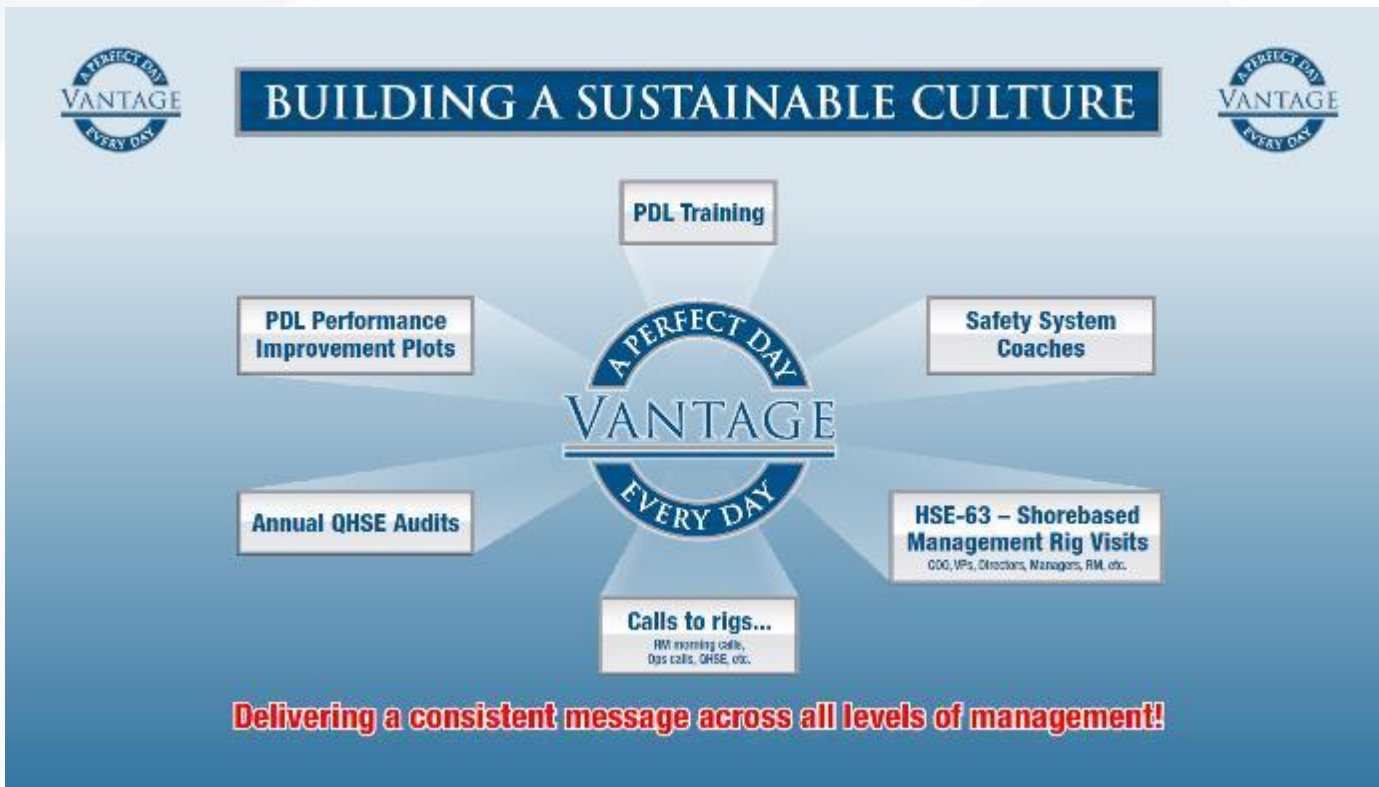 A PERFECT DAY
VANTAGE
EVERY DAY
BUILDING A SUSTAINABLE CULTURE
A PERFECT DAY
VANTAGE
EVERY DAY
PDL Training
PDL Performance
Improvement Plots
Safety System
Coaches
A PERFECT DAY
VANTAGE
EVERY DAY
Annual QHSE Audits
HSE-63 – Shorebased
Management Rig Visits
COO, VPs, Directors, Managers, RM, etc.
Calls to rigs...
RM morning calls,
Ops calls, QHSE, etc.
Delivering a consistent message across all levels of management!